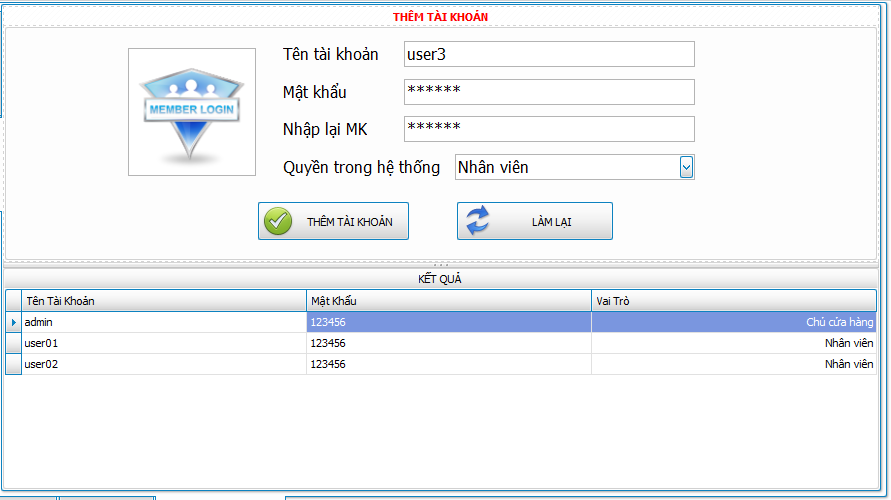 THÊM TÀI KHOẢN
MEMBER LOGIN
Tên tài khoản user3
Mật khẩu ******
Nhập lại MK ******
Quyền trong hệ thống Nhân viên
THÊM TÀI KHOẢN LÀM LẠI
KẾT QUẢ
Tên Tài Khoản Mật Khẩu Vai Trò
admin 123456 Chủ cửa hàng
user01 123456 Nhân viên
user02 123456 Nhân viên